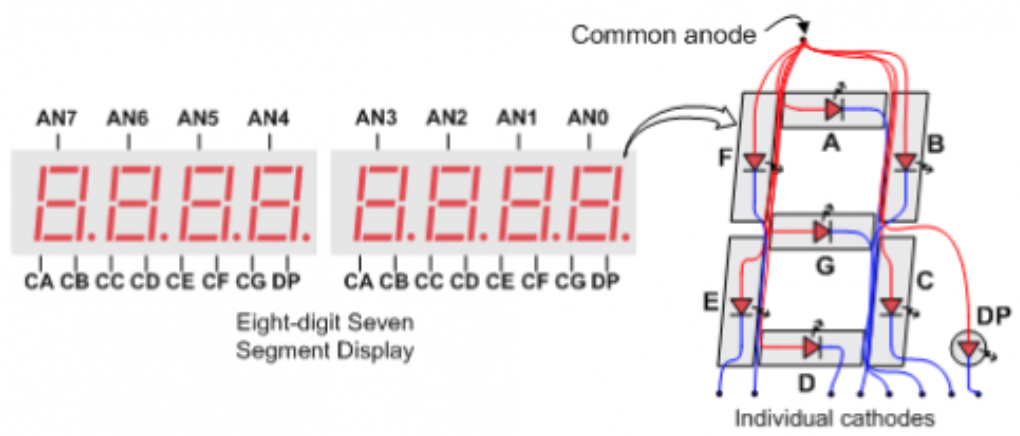 Common anode
AN7 AN6 AN5 AN4 AN3 AN2 AN1 AN0
CA CB CC CD CE CF CG DP CA CB CC CD CE CF CG DP
Eight-digit Seven
Segment Display
A
F B
G
E C
DP
D
Individual cathodes